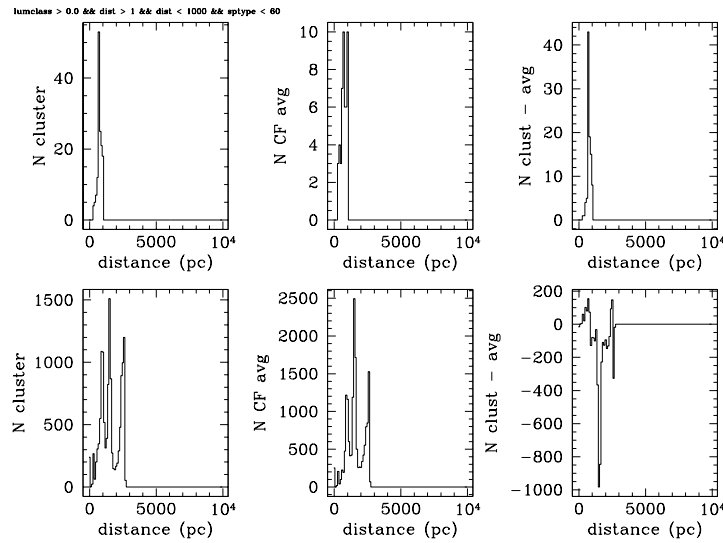 lumclass > 0.0 && dist > 1 && dist < 1000 && sptype < 60
N cluster
40
20
0
0 5000 10⁴
distance (pc)
N CF avg
10
8
6
4
2
0
0 5000 10⁴
distance (pc)
N clust − avg
40
30
20
10
0
0 5000 10⁴
distance (pc)
N cluster
1500
1000
500
0
0 5000 10⁴
distance (pc)
N CF avg
2500
2000
1500
1000
500
0
0 5000 10⁴
distance (pc)
N clust − avg
200
0
−200
−400
−600
−800
−1000
0 5000 10⁴
distance (pc)